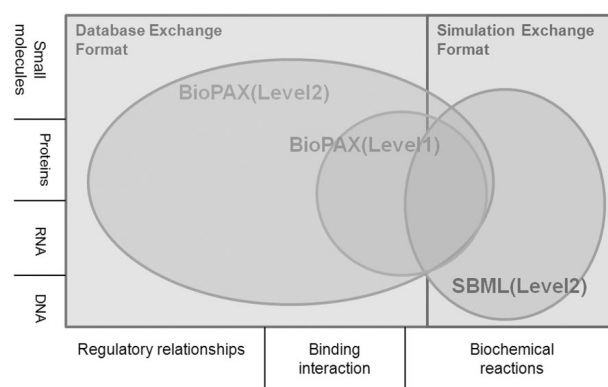 Database Exchange
Format
Simulation Exchange
Format
BioPAX(Level2)
BioPAX(Level1)
SBML(Level2)
Small
molecules
Proteins
RNA
DNA
Regulatory relationships
Binding
interaction
Biochemical
reactions